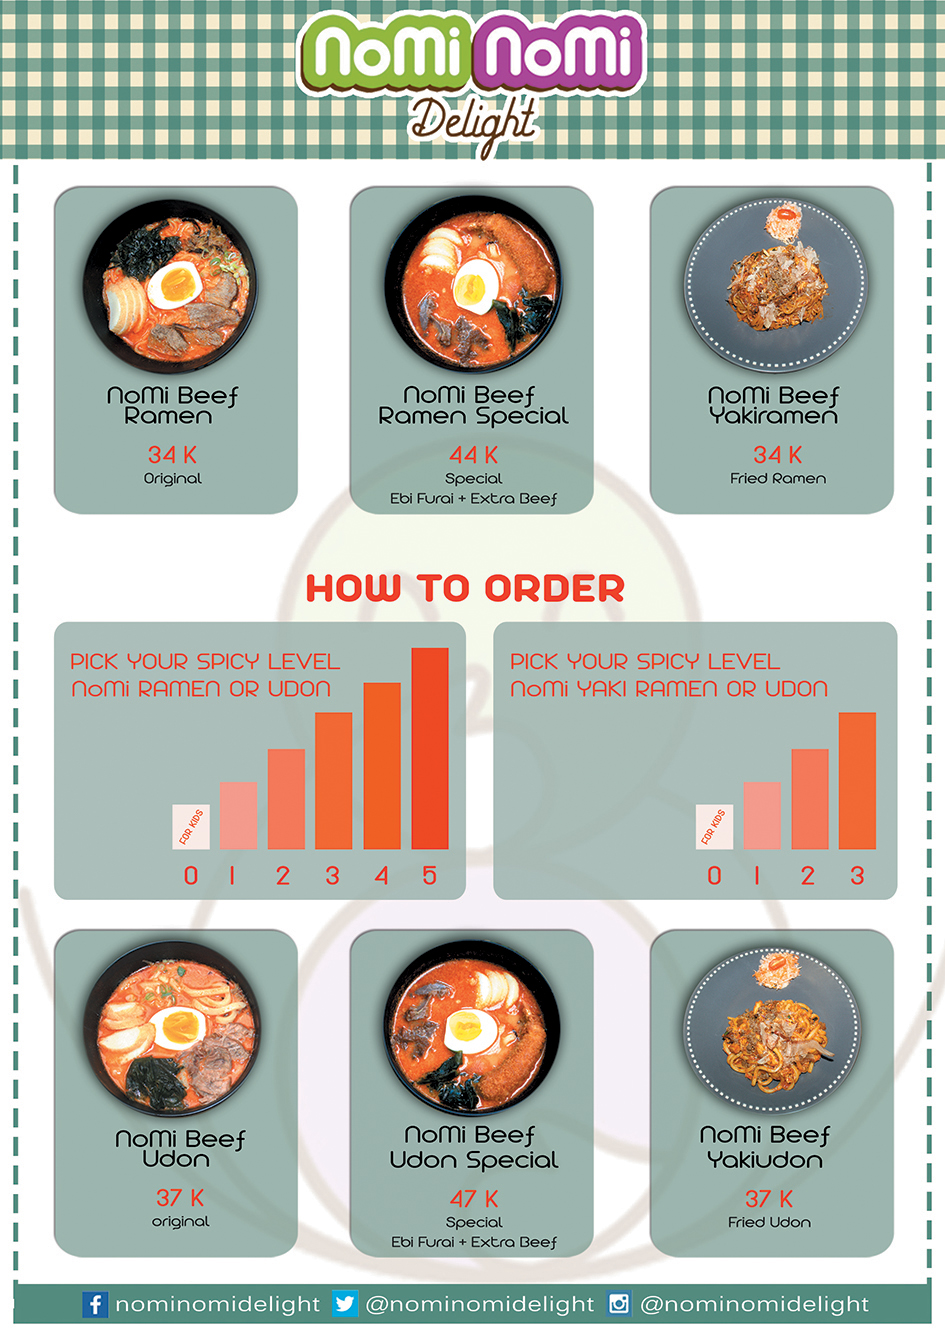 NoMi NoMi
Delight
NoMi Beef
Ramen
34 K
Original
NoMi Beef
Ramen Special
44 K
Special
Ebi Furai + Extra Beef
NoMi Beef
Yakiramen
34 K
Fried Ramen
HOW TO ORDER
PICK YOUR SPICY LEVEL
NoMi RAMEN OR UDON
FOR KIDS
0 1 2 3 4 5
PICK YOUR SPICY LEVEL
NoMi YAKI RAMEN OR UDON
FOR KIDS
0 1 2 3
NoMi Beef
Udon
37 K
original
NoMi Beef
Udon Special
47 K
Special
Ebi Furai + Extra Beef
NoMi Beef
Yakiudon
37 K
Fried Udon
nominomidelight @nominomidelight @nominomidelight